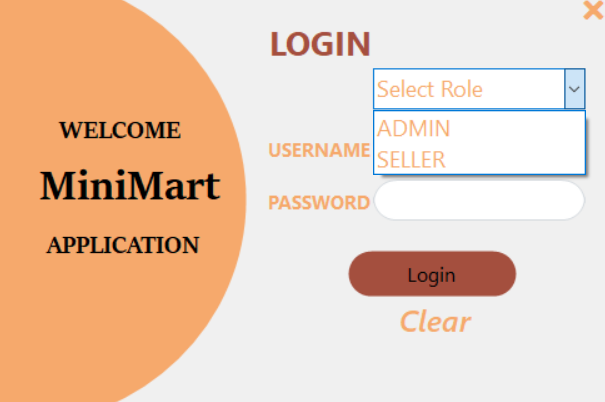 WELCOME
MiniMart
APPLICATION
LOGIN
Select Role
ADMIN
SELLER
USERNAME
PASSWORD
Login
Clear